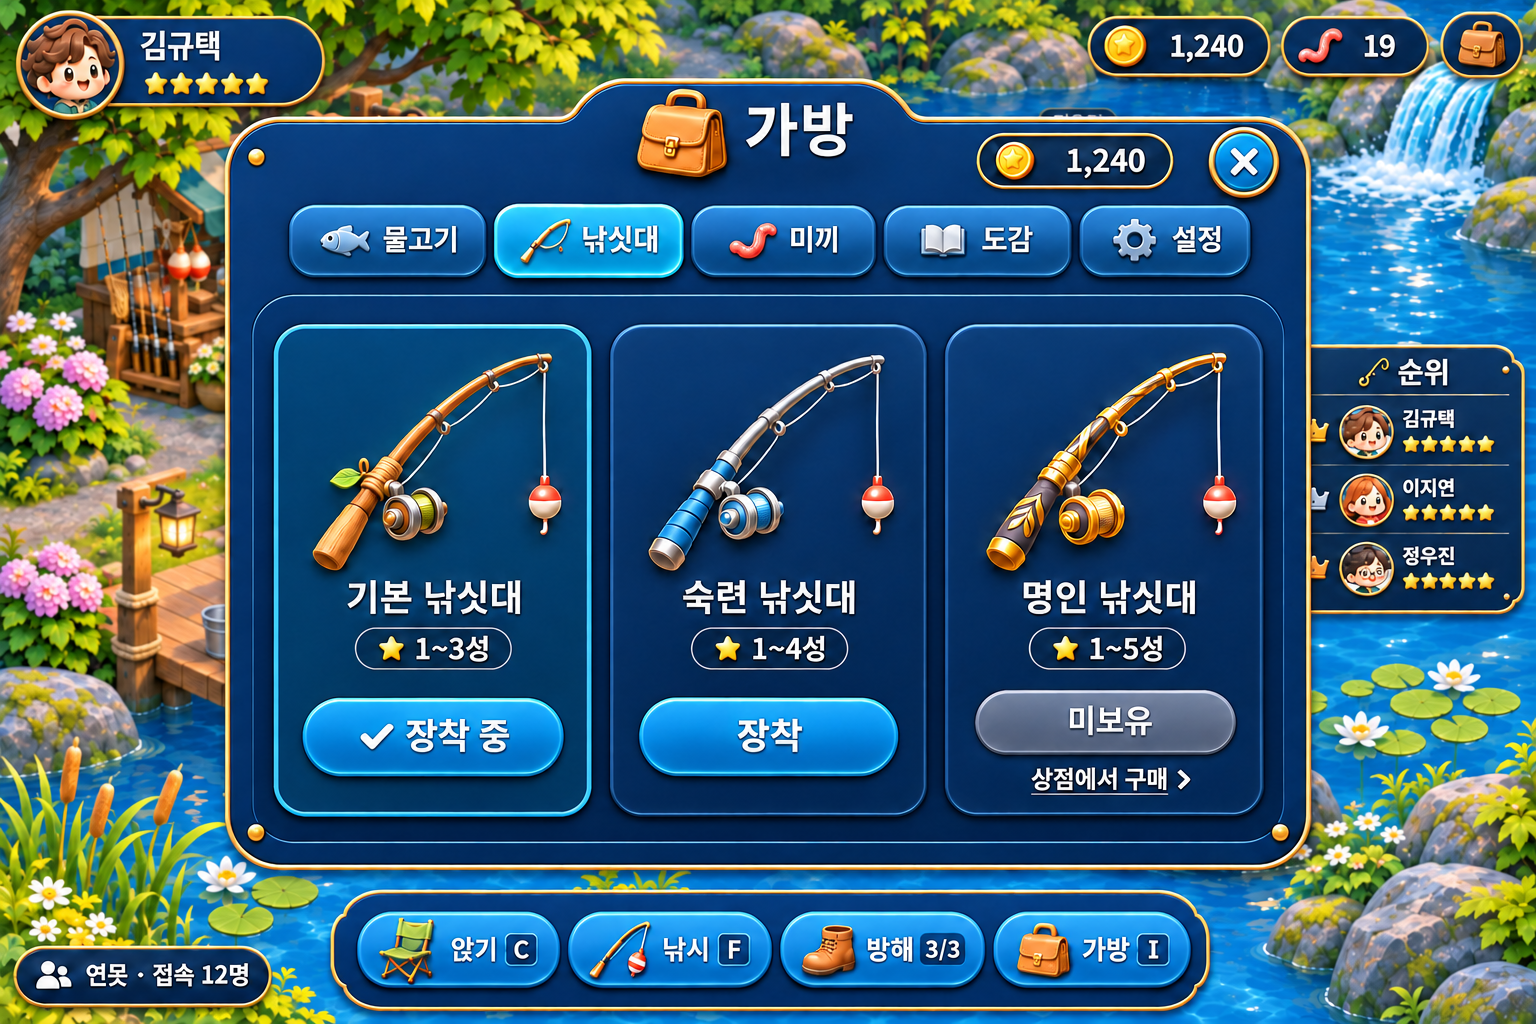 김규택
1,240
19
가방
1,240
물고기
낚싯대
미끼
도감
설정
기본 낚싯대
1~3성
장착 중
숙련 낚싯대
1~4성
장착
명인 낚싯대
1~5성
미보유
상점에서 구매
순위
김규택
이지연
정우진
앉기 C
낚시 F
방해 3/3
가방 I
연못 · 접속 12명